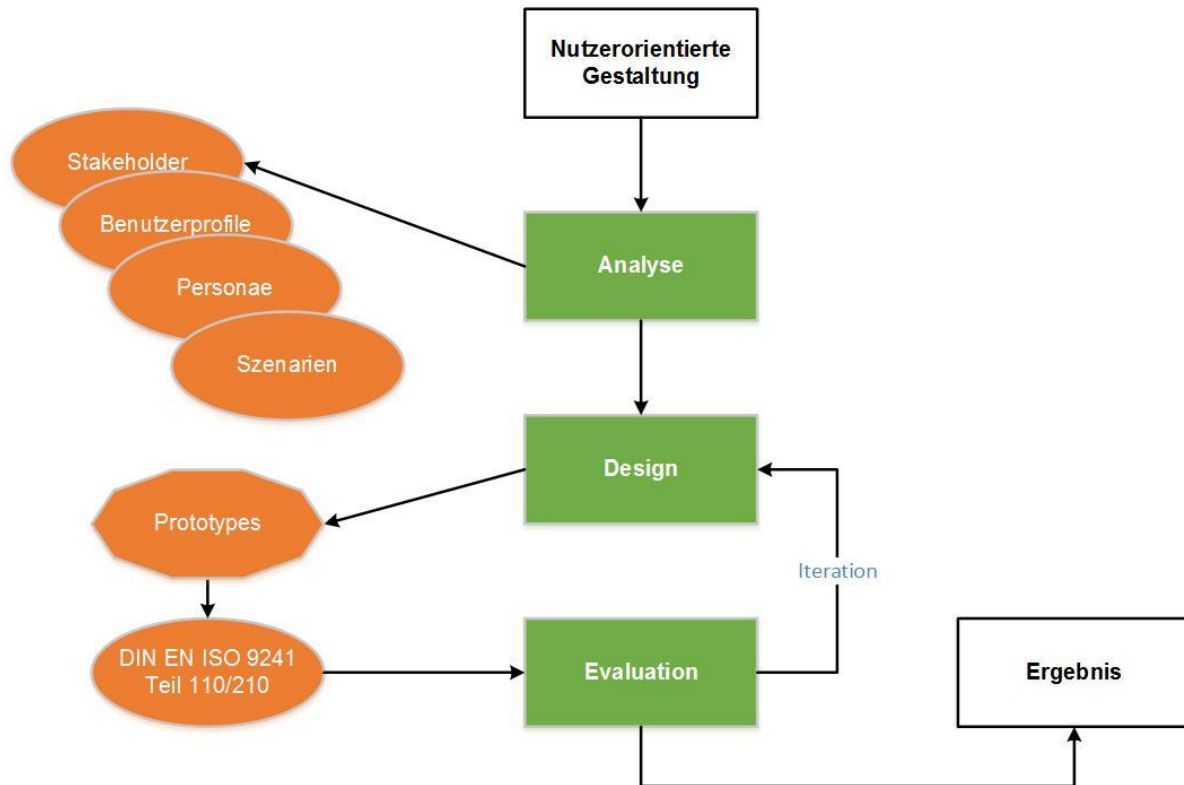 Nutzerorientierte
Gestaltung
Stakeholder
Benutzerprofile
Analyse
Personae
Szenarien
Design
Prototypes
Iteration
DIN EN ISO 9241
Teil 110/210
Evaluation
Ergebnis